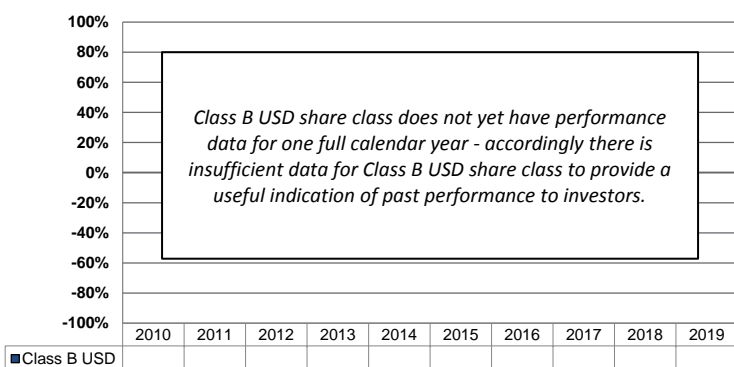 100%
80%
60%
40%
20%
0%
-20%
-40%
-60%
-80%
-100%
Class B USD share class does not yet have performance
data for one full calendar year - accordingly there is
insufficient data for Class B USD share class to provide a
useful indication of past performance to investors.
2010 2011 2012 2013 2014 2015 2016 2017 2018 2019
Class B USD